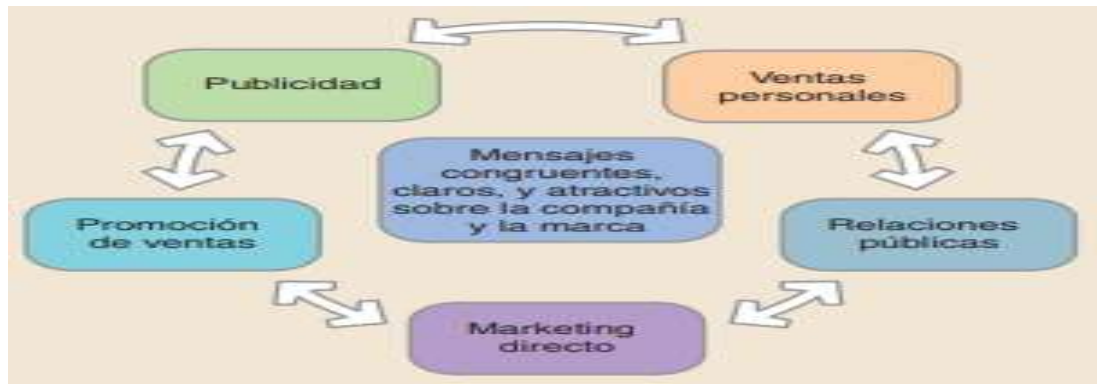 Publicidad
Ventas
personales
Mensajes
congruentes,
claros, y atractivos
sobre la compañía
y la marca
Promoción
de ventas
Relaciones
públicas
Marketing
directo